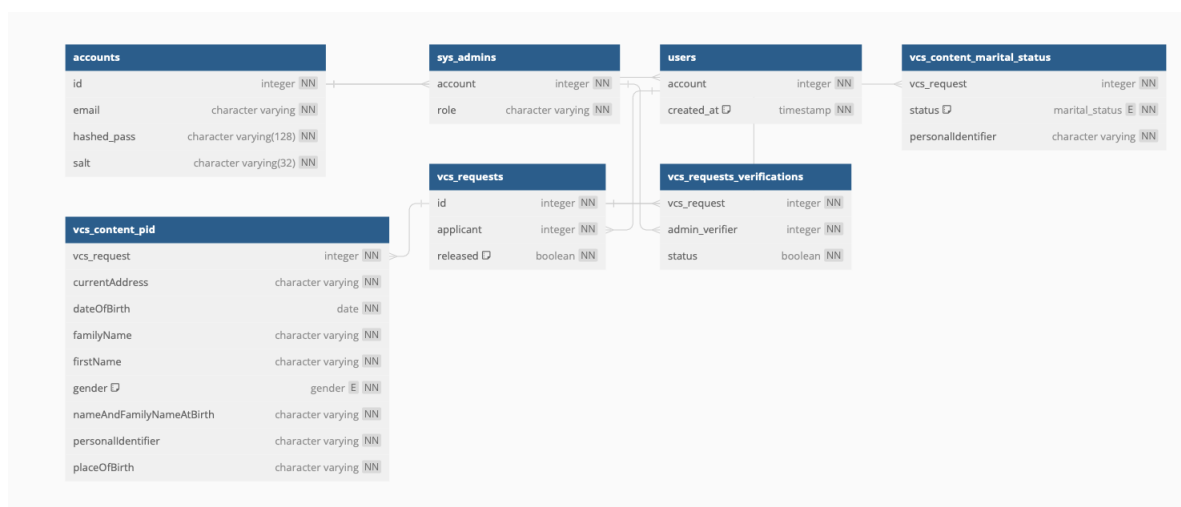 accounts
id integer NN
email character varying NN
hashed_pass character varying(128) NN
salt character varying(32) NN
sys_admins
account integer NN
role character varying NN
users
account integer NN
created_at timestamp NN
vcs_content_marital_status
vcs_request integer NN
status marital_status E NN
personalIdentifier character varying NN
vcs_requests
id integer NN
applicant integer NN
released boolean NN
vcs_requests_verifications
vcs_request integer NN
admin_verifier integer NN
status boolean NN
vcs_content_pid
vcs_request integer NN
currentAddress character varying NN
dateOfBirth date NN
familyName character varying NN
firstName character varying NN
gender gender E NN
nameAndFamilyNameAtBirth character varying NN
personalIdentifier character varying NN
placeOfBirth character varying NN